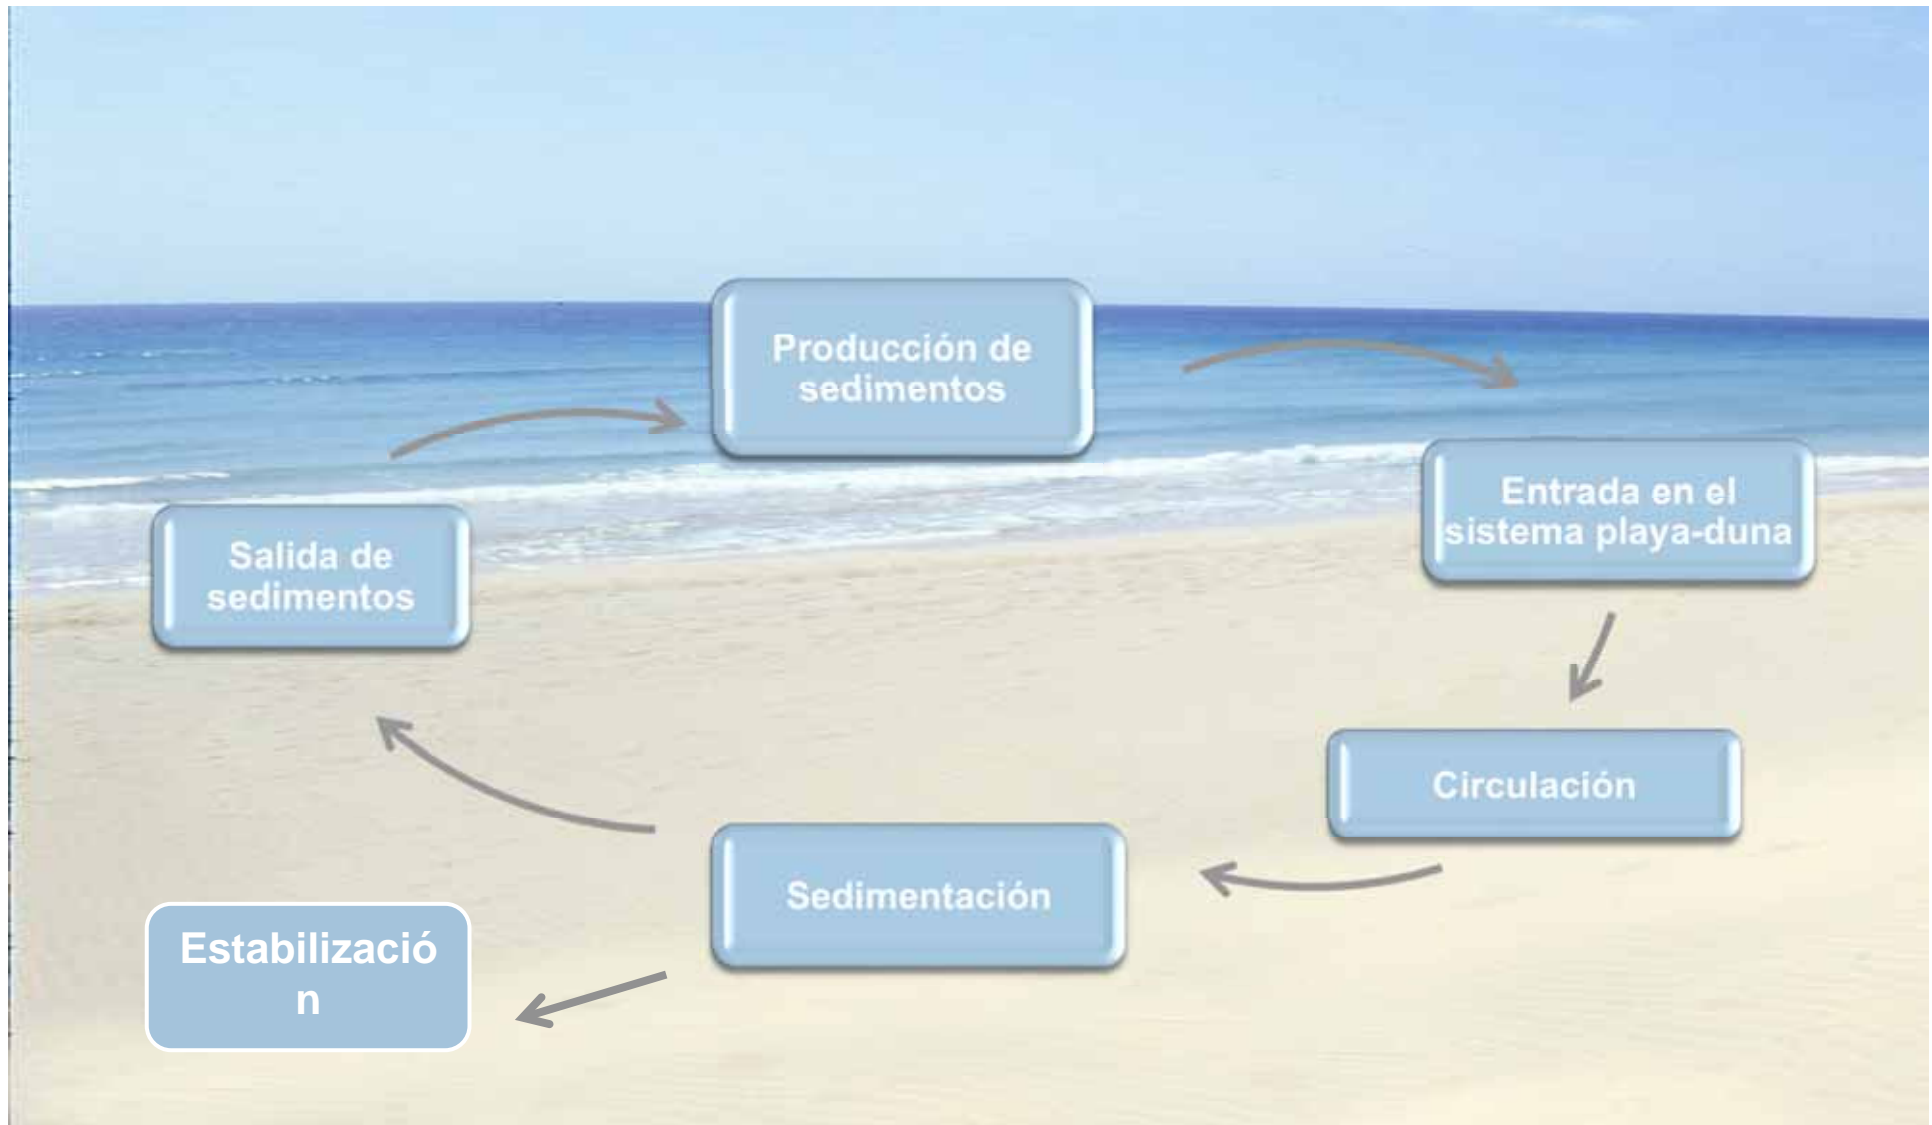 Producción de
sedimentos
Entrada en el
sistema playa-duna
Salida de
sedimentos
Circulación
Sedimentación
Estabilizació
n